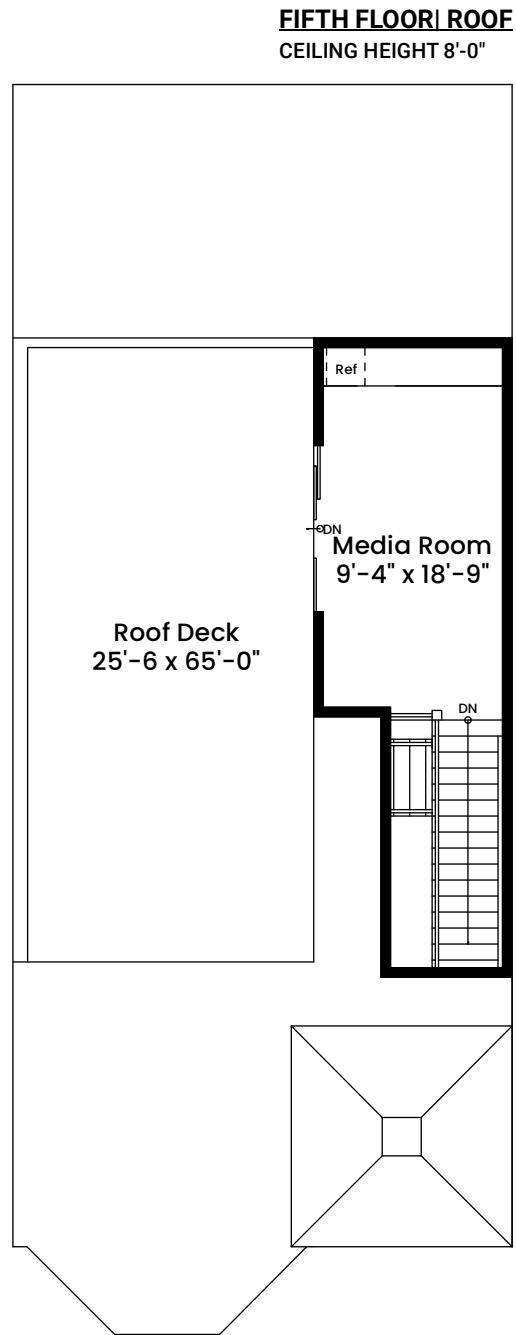 FIFTH FLOOR| ROOF
CEILING HEIGHT 8'-0"
Ref
DN
Media Room
9'-4" x 18'-9"
Roof Deck
25'-6 x 65'-0"
DN